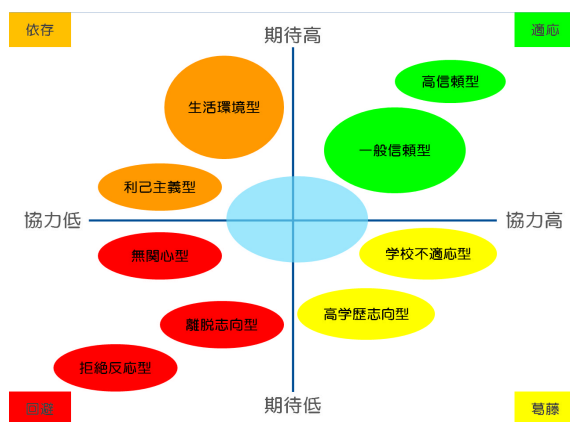 依存
期待高
適応
高信頼型
生活環境型
一般信頼型
利己主義型
協力低
協力高
無関心型
学校不適応型
高学歴志向型
離脱志向型
拒絶反応型
期待低
葛藤